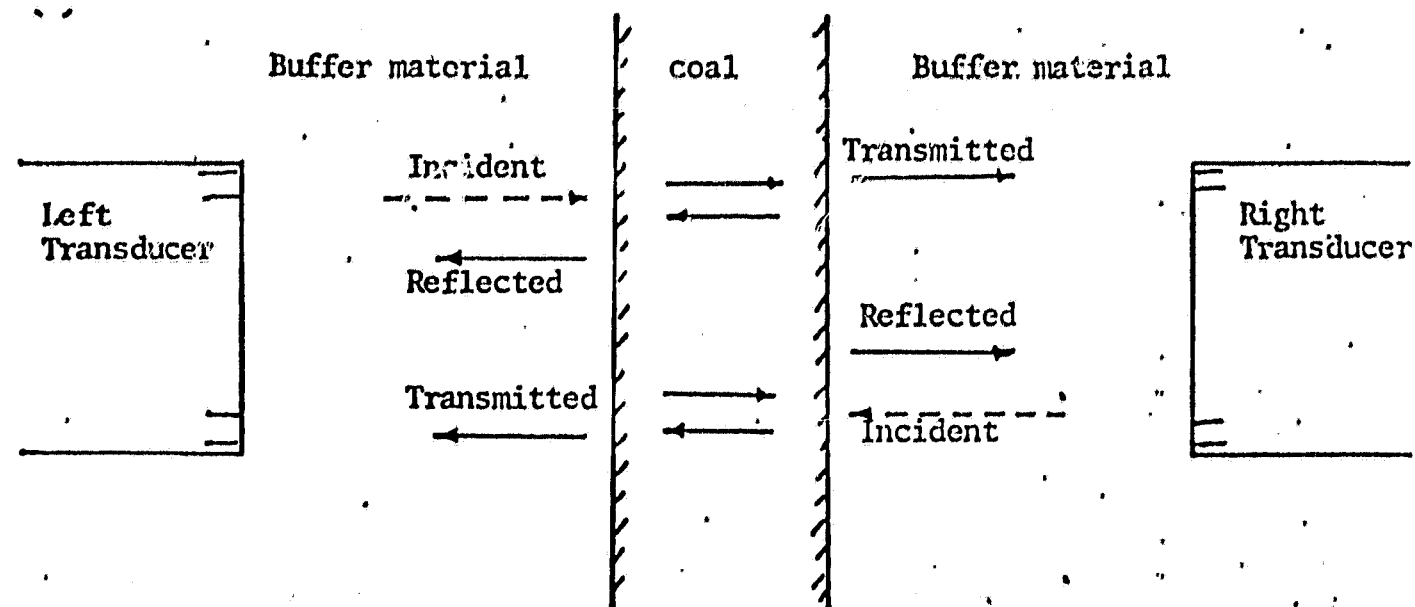 Buffer material
coal
Buffer material
Incident
Transmitted
Left
Transducer
Right
Transducer
Reflected
Reflected
Transmitted
Incident